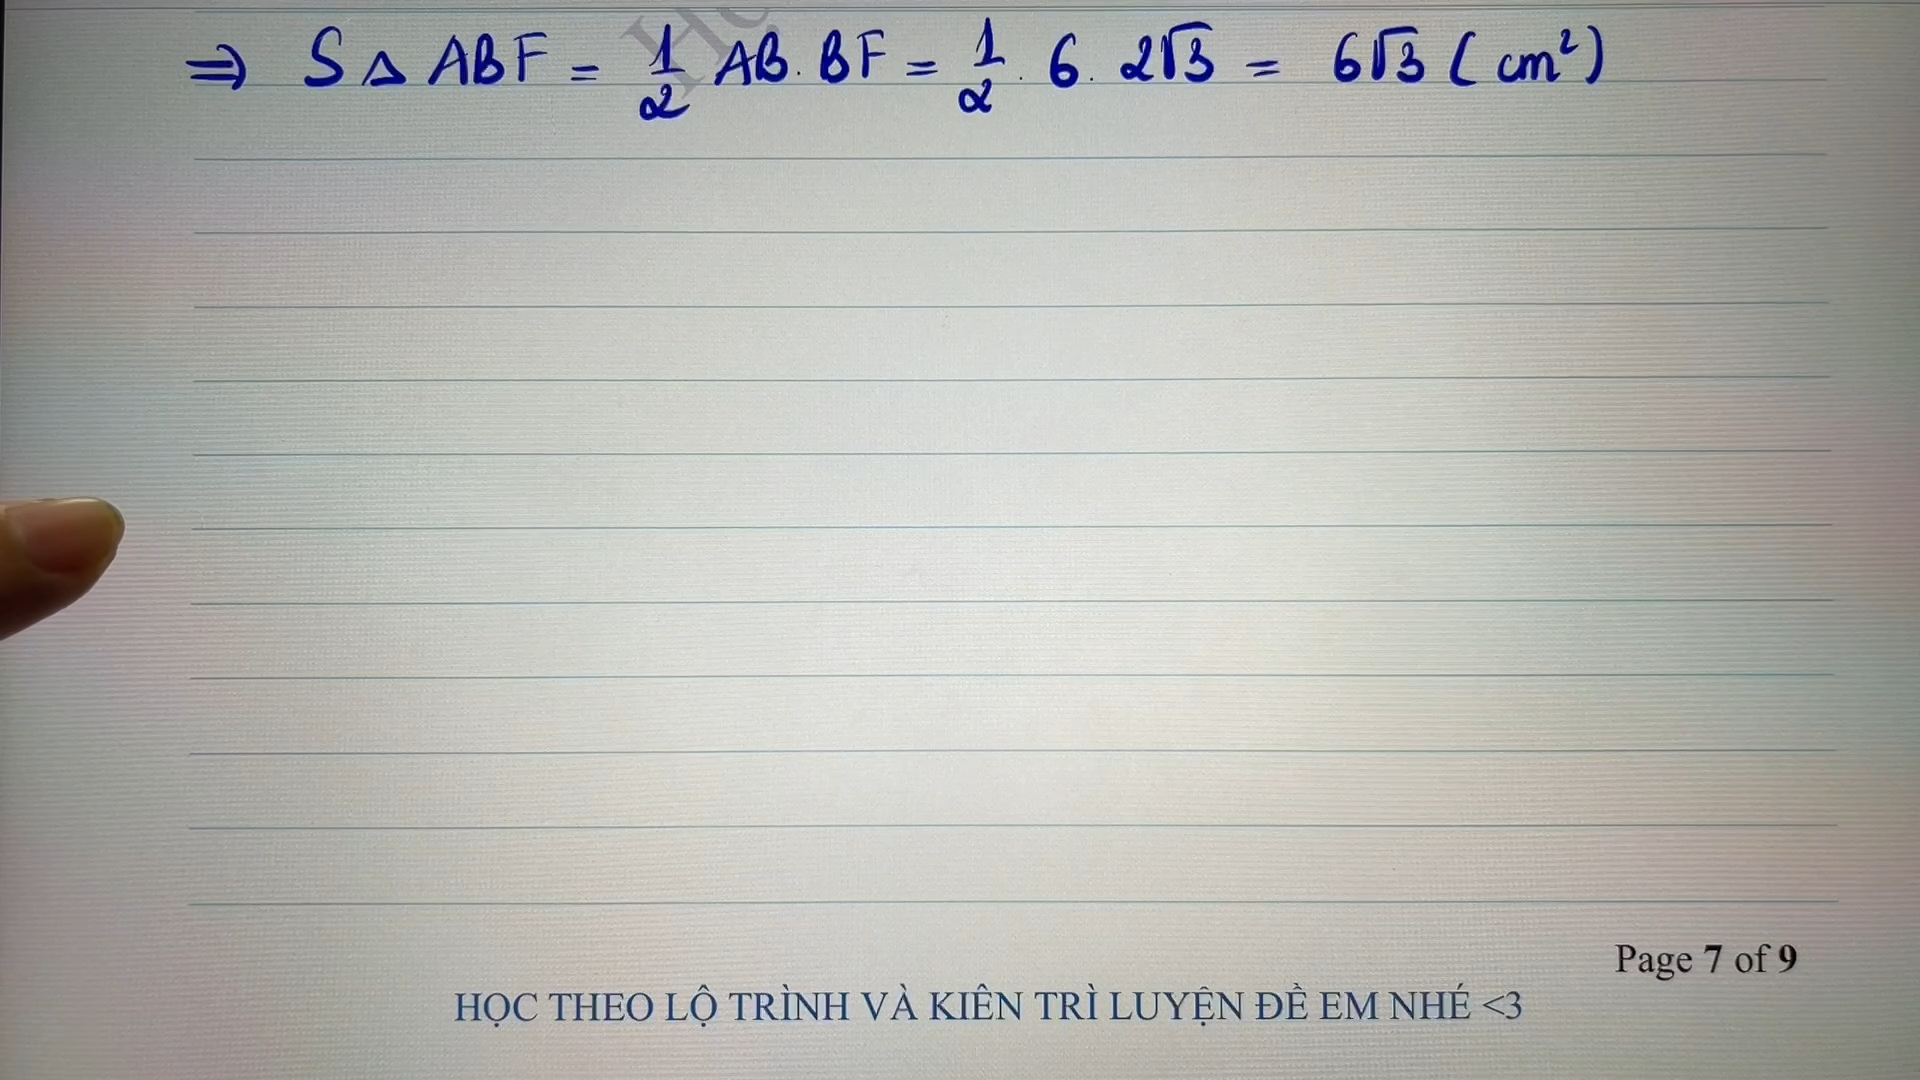 ⇒ S△ABF = 1/2 AB . BF = 1/2 . 6 . 2√3 = 6√3 (cm²)
Page 7 of 9
HỌC THEO LỘ TRÌNH VÀ KIÊN TRÌ LUYỆN ĐỀ EM NHÉ <3